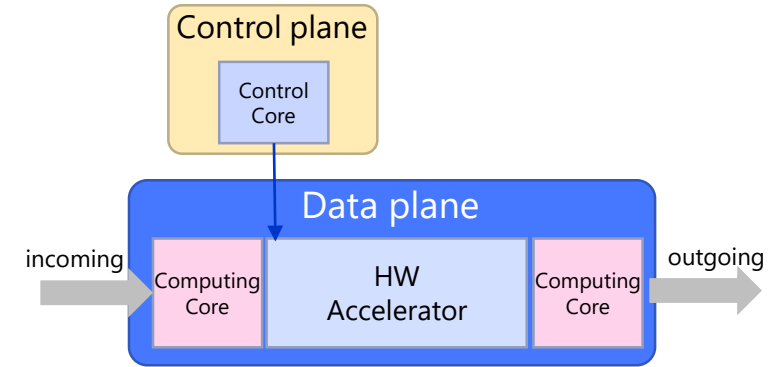 Control plane
Control
Core
Data plane
incoming
Computing
Core
HW
Accelerator
Computing
Core
outgoing